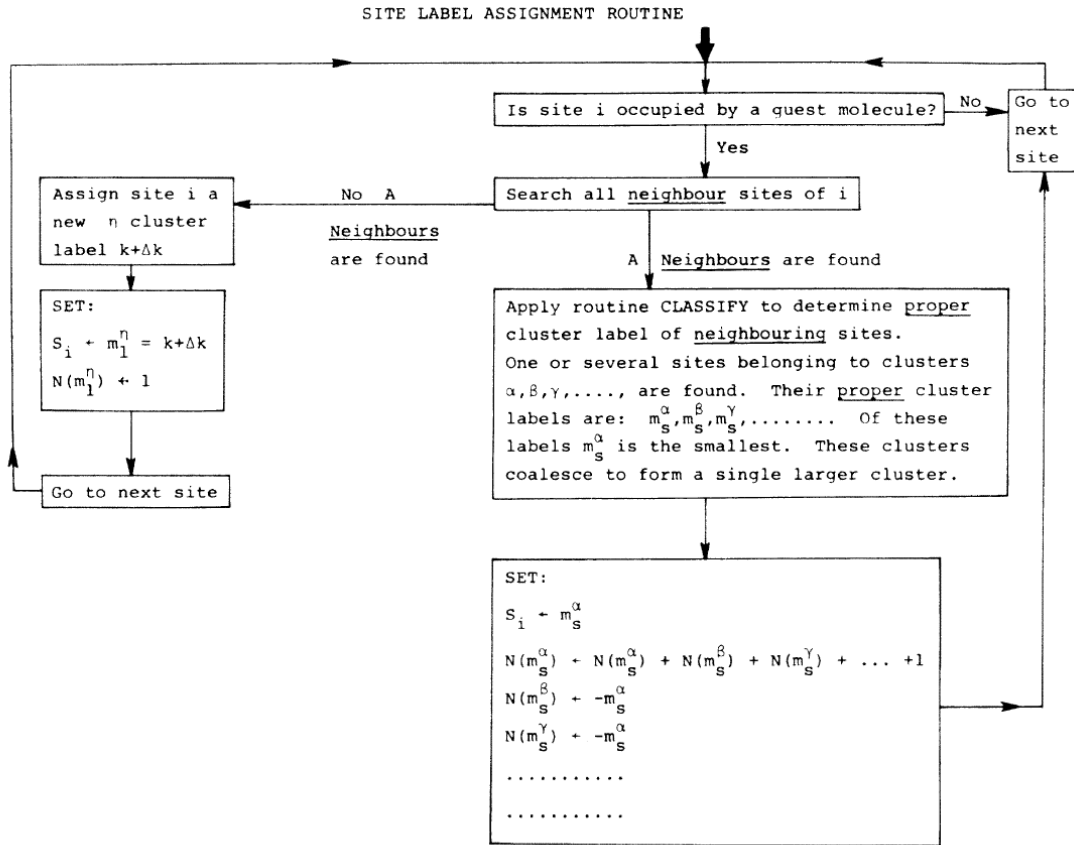 SITE LABEL ASSIGNMENT ROUTINE
Is site i occupied by a guest molecule?
No
Go to
next
site
Yes
Search all neighbour sites of i
No A
Neighbours
are found
Assign site i a
new η cluster
label k+Δk
SET:
S_i ← m_1^η = k+Δk
N(m_1^η) ← 1
Go to next site
A Neighbours are found
Apply routine CLASSIFY to determine proper
cluster label of neighbouring sites.
One or several sites belonging to clusters
α,β,γ,...., are found. Their proper cluster
labels are: m_s^α,m_s^β,m_s^γ,........ Of these
labels m_s^α is the smallest. These clusters
coalesce to form a single larger cluster.
SET:
S_i ← m_s^α
N(m_s^α) ← N(m_s^α) + N(m_s^β) + N(m_s^γ) + ... +1
N(m_s^β) ← -m_s^α
N(m_s^γ) ← -m_s^α
...........
...........